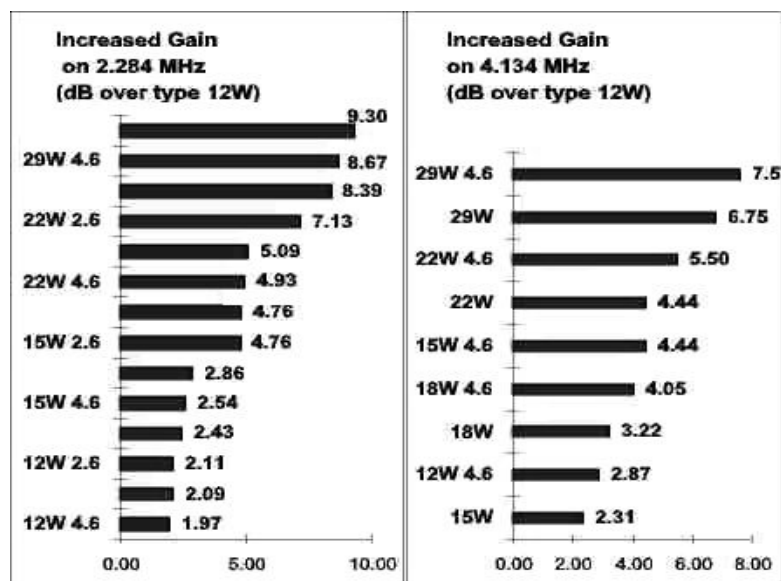 Increased Gain
on 2.284 MHz
(dB over type 12W)
9.30
29W 4.6 8.67
8.39
22W 2.6 7.13
5.09
22W 4.6 4.93
4.76
15W 2.6 4.76
2.86
15W 4.6 2.54
2.43
12W 2.6 2.11
2.09
12W 4.6 1.97
0.00 5.00 10.00
Increased Gain
on 4.134 MHz
(dB over type 12W)
29W 4.6 7.5
29W 6.75
22W 4.6 5.50
22W 4.44
15W 4.6 4.44
18W 4.6 4.05
18W 3.22
12W 4.6 2.87
15W 2.31
0.00 2.00 4.00 6.00 8.00